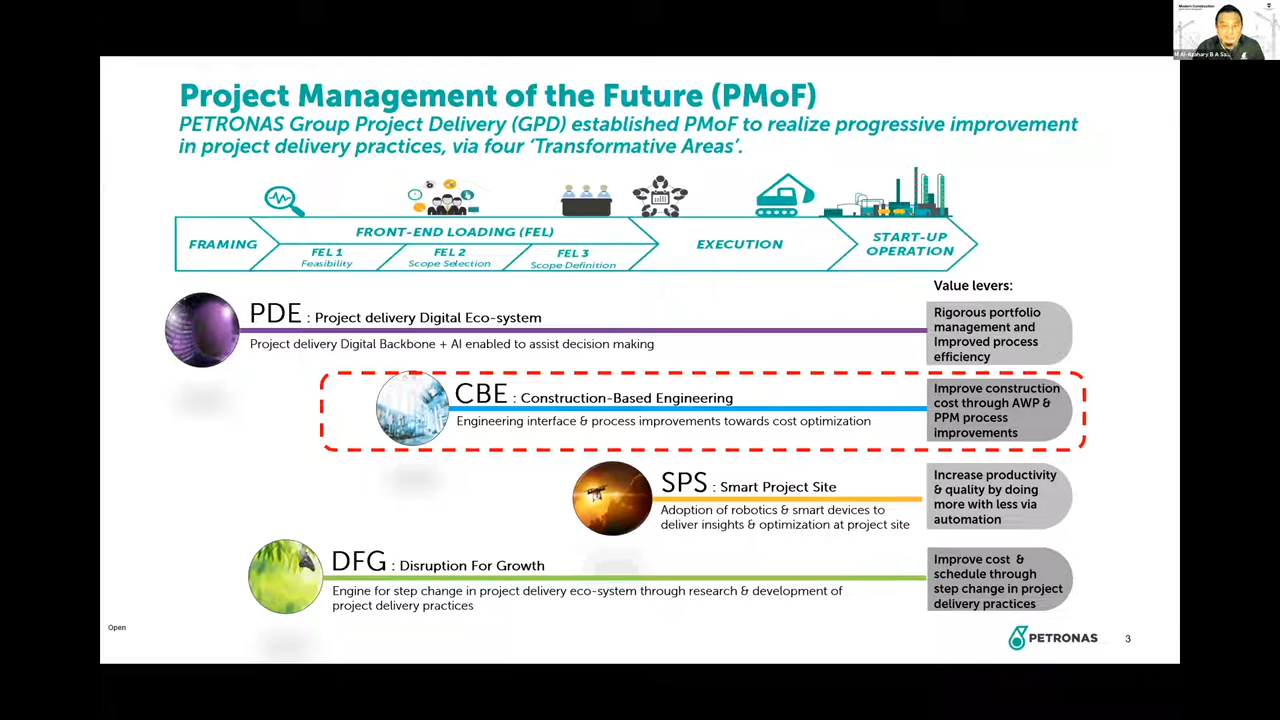 Modern Construction
M Al-Azahary B A Sa...
Project Management of the Future (PMoF)
PETRONAS Group Project Delivery (GPD) established PMoF to realize progressive improvement
in project delivery practices, via four ‘Transformative Areas’.
FRAMING
FRONT-END LOADING (FEL)
FEL 1
Feasibility
FEL 2
Scope Selection
FEL 3
Scope Definition
EXECUTION
START-UP
OPERATION
Value levers:
PDE : Project delivery Digital Eco-system
Project delivery Digital Backbone + AI enabled to assist decision making
Rigorous portfolio
management and
Improved process
efficiency
CBE : Construction-Based Engineering
Engineering interface & process improvements towards cost optimization
Improve construction
cost through AWP &
PPM process
improvements
SPS : Smart Project Site
Adoption of robotics & smart devices to
deliver insights & optimization at project site
Increase productivity
& quality by doing
more with less via
automation
DFG : Disruption For Growth
Engine for step change in project delivery eco-system through research & development of
project delivery practices
Improve cost &
schedule through
step change in project
delivery practices
Open
PETRONAS
3